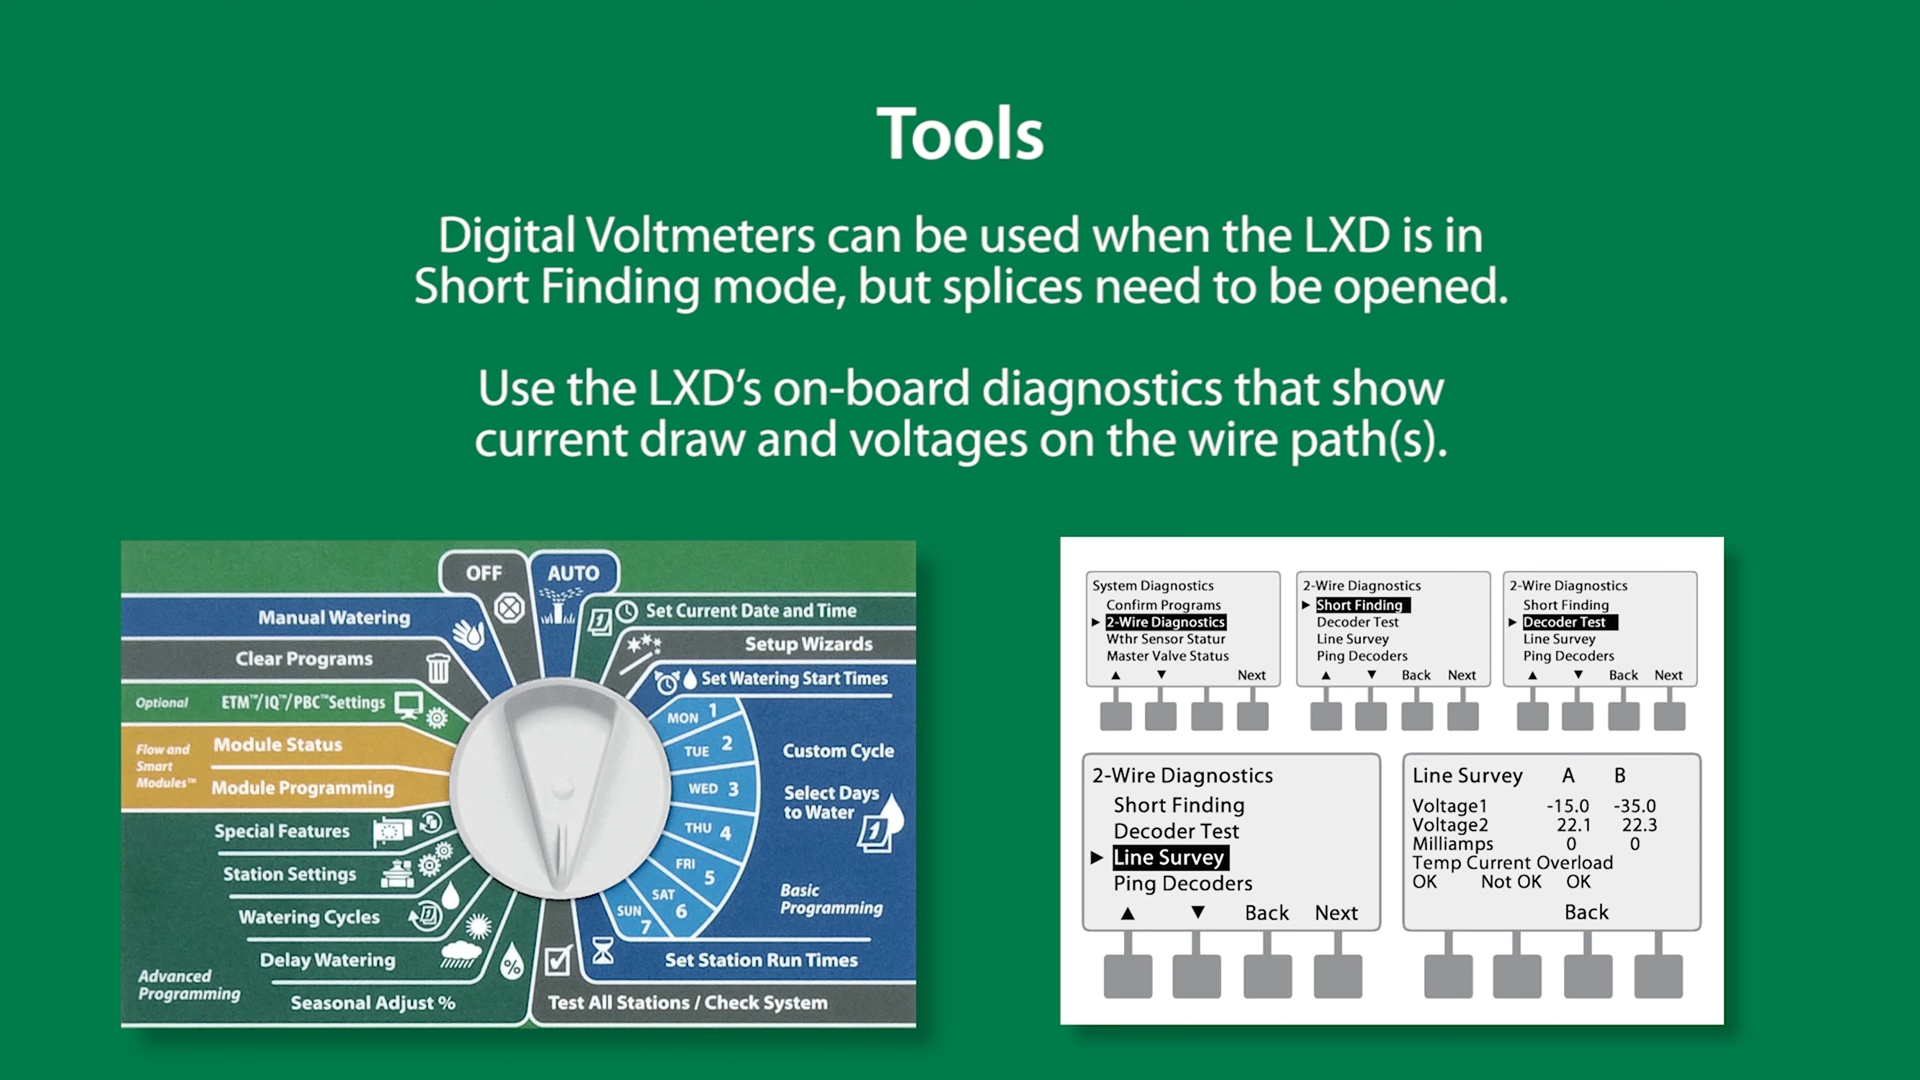 Tools
Digital Voltmeters can be used when the LXD is in
Short Finding mode, but splices need to be opened.
Use the LXD’s on-board diagnostics that show
current draw and voltages on the wire path(s).
OFF
AUTO
Manual Watering
Clear Programs
Optional
ETM™/IQ™/PBC™Settings
Flow and
Smart
Modules™
Module Status
Module Programming
Special Features
Station Settings
Watering Cycles
Delay Watering
Advanced
Programming
Seasonal Adjust %
%
1
Set Current Date and Time
Setup Wizards
Set Watering Start Times
MON 1
TUE 2
WED 3
THU 4
FRI 5
SAT 6
SUN 7
Custom Cycle
Select Days
to Water
1
Basic
Programming
Set Station Run Times
Test All Stations / Check System
System Diagnostics
Confirm Programs
▶ 2-Wire Diagnostics
Wthr Sensor Statur
Master Valve Status
▲ ▼ Next
2-Wire Diagnostics
▶ Short Finding
Decoder Test
Line Survey
Ping Decoders
▲ ▼ Back Next
2-Wire Diagnostics
Short Finding
▶ Decoder Test
Line Survey
Ping Decoders
▲ ▼ Back Next
2-Wire Diagnostics
Short Finding
Decoder Test
▶ Line Survey
Ping Decoders
▲ ▼ Back Next
Line Survey A B
Voltage1 -15.0 -35.0
Voltage2 22.1 22.3
Milliamps 0 0
Temp Current Overload
OK Not OK OK
Back